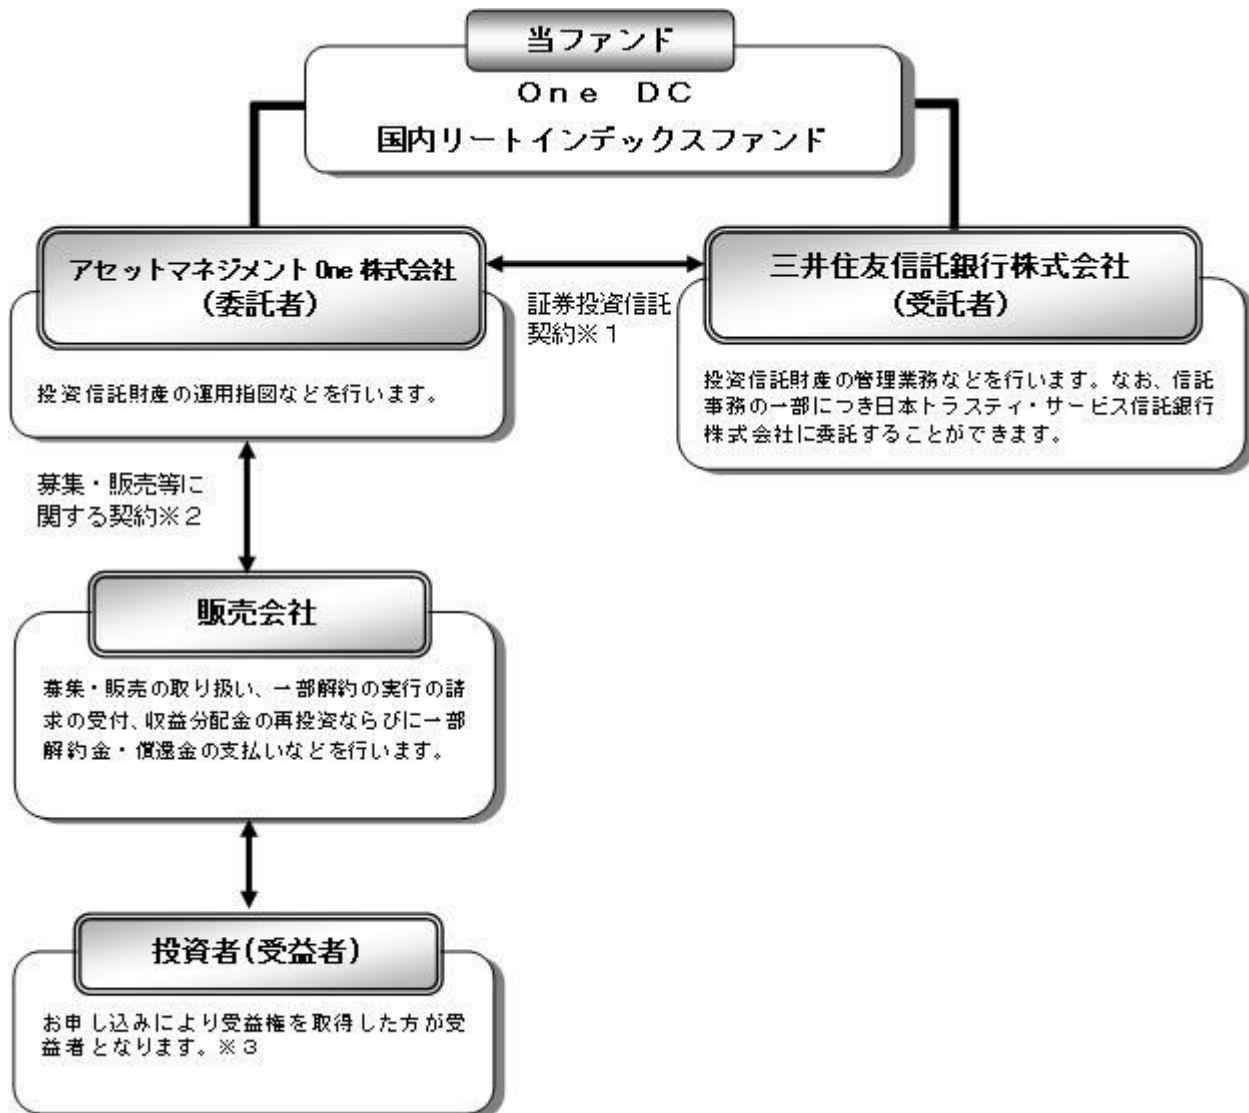 当ファンド
One DC
国内リートインデックスファンド
アセットマネジメントOne株式会社
(委託者)
投資信託財産の運用指図などを行います。
証券投資信託
契約※1
三井住友信託銀行株式会社
(受託者)
投資信託財産の管理業務などを行います。なお、信託
事務の一部につき日本トラスティ・サービス信託銀行
株式会社に委託することができます。
募集・販売等に
関する契約※2
販売会社
募集・販売の取り扱い、一部解約の実行の請
求の受付、収益分配金の再投資ならびに一部
解約金・償還金の支払いなどを行います。
投資者(受益者)
お申し込みにより受益権を取得した方が受
益者となります。※3